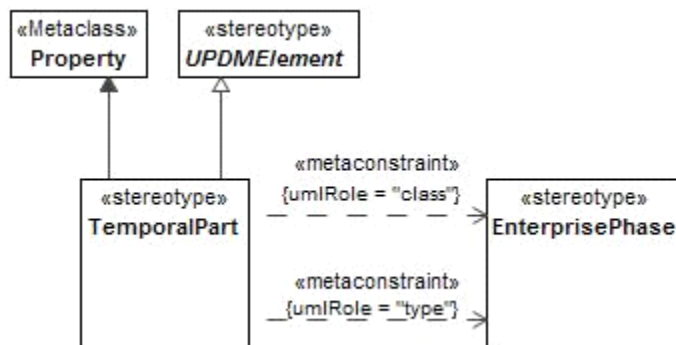 «Metaclass»
Property
«stereotype»
UPDMElement
«stereotype»
TemporalPart
«metaconstraint»
{umlRole = "class"}
«metaconstraint»
{umlRole = "type"}
«stereotype»
EnterprisePhase